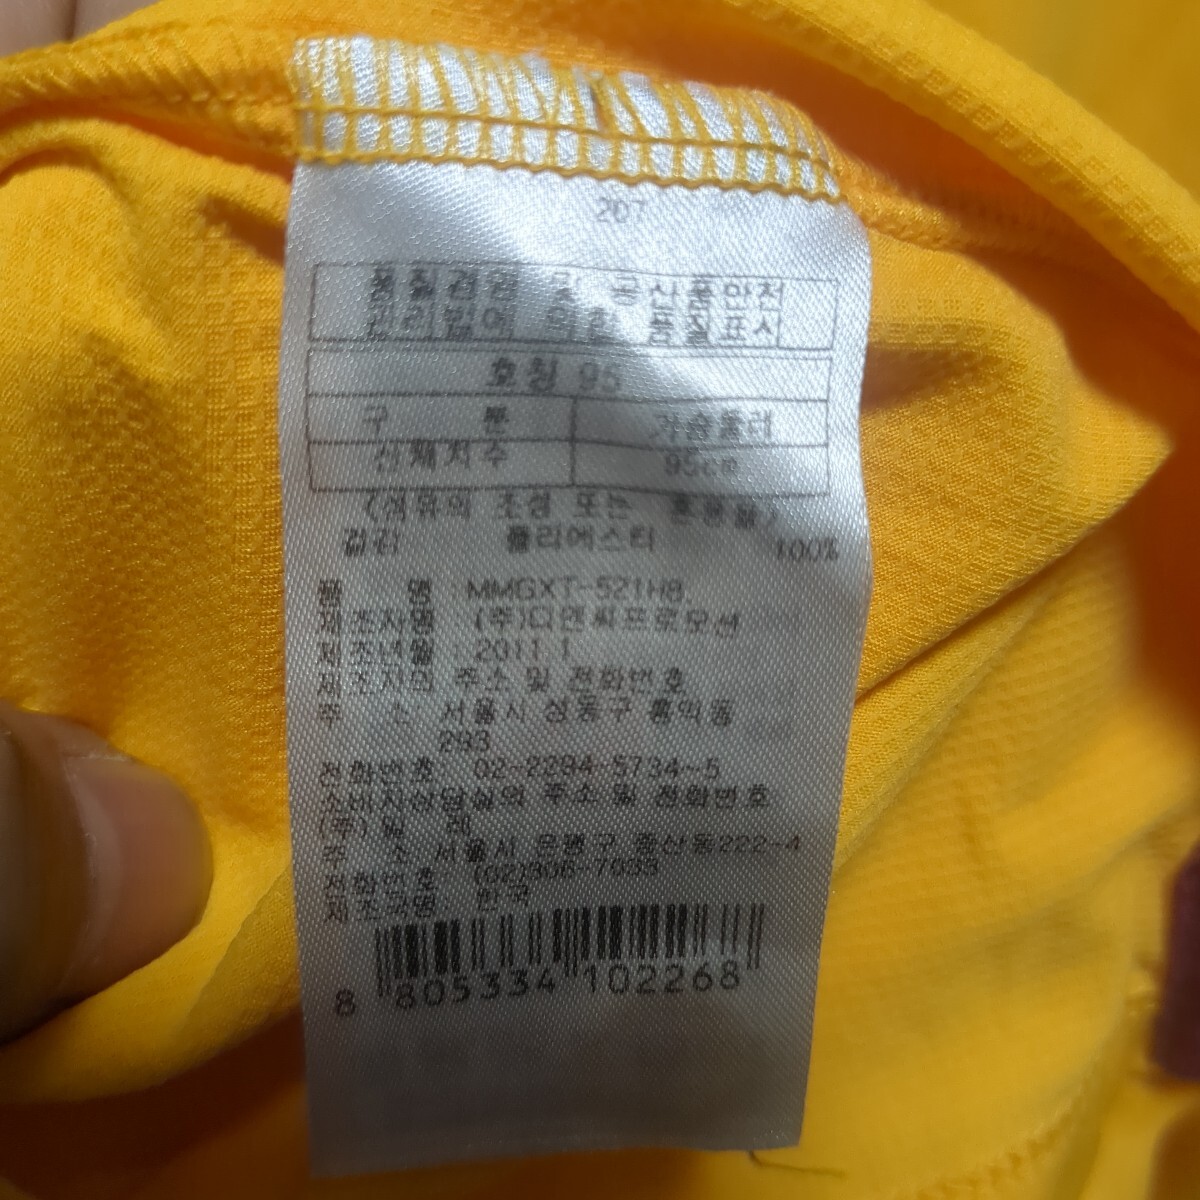 207
품질경영 및 공산품안전
관리법에 의한 품질표시
호칭 95
구 분 가슴둘레
신체치수 95cm
(섬유의 조성 또는 혼용율)
겉감 폴리에스터 100%
품 명 : MMGXT-521H8
제조자명 : (주)디앤씨프로모션
제조년월 : 2011.1
제조자의 주소 및 전화번호
주 소 : 서울시 성동구 홍익동
293
전화번호 : 02-2294-5734~5
소비자상담실의 주소 및 전화번호
(주)밀 레
주 소 : 서울시 은평구 증산동222-4
전화번호 : (02)306-7033
제조국명 : 한국
8 805334 102268